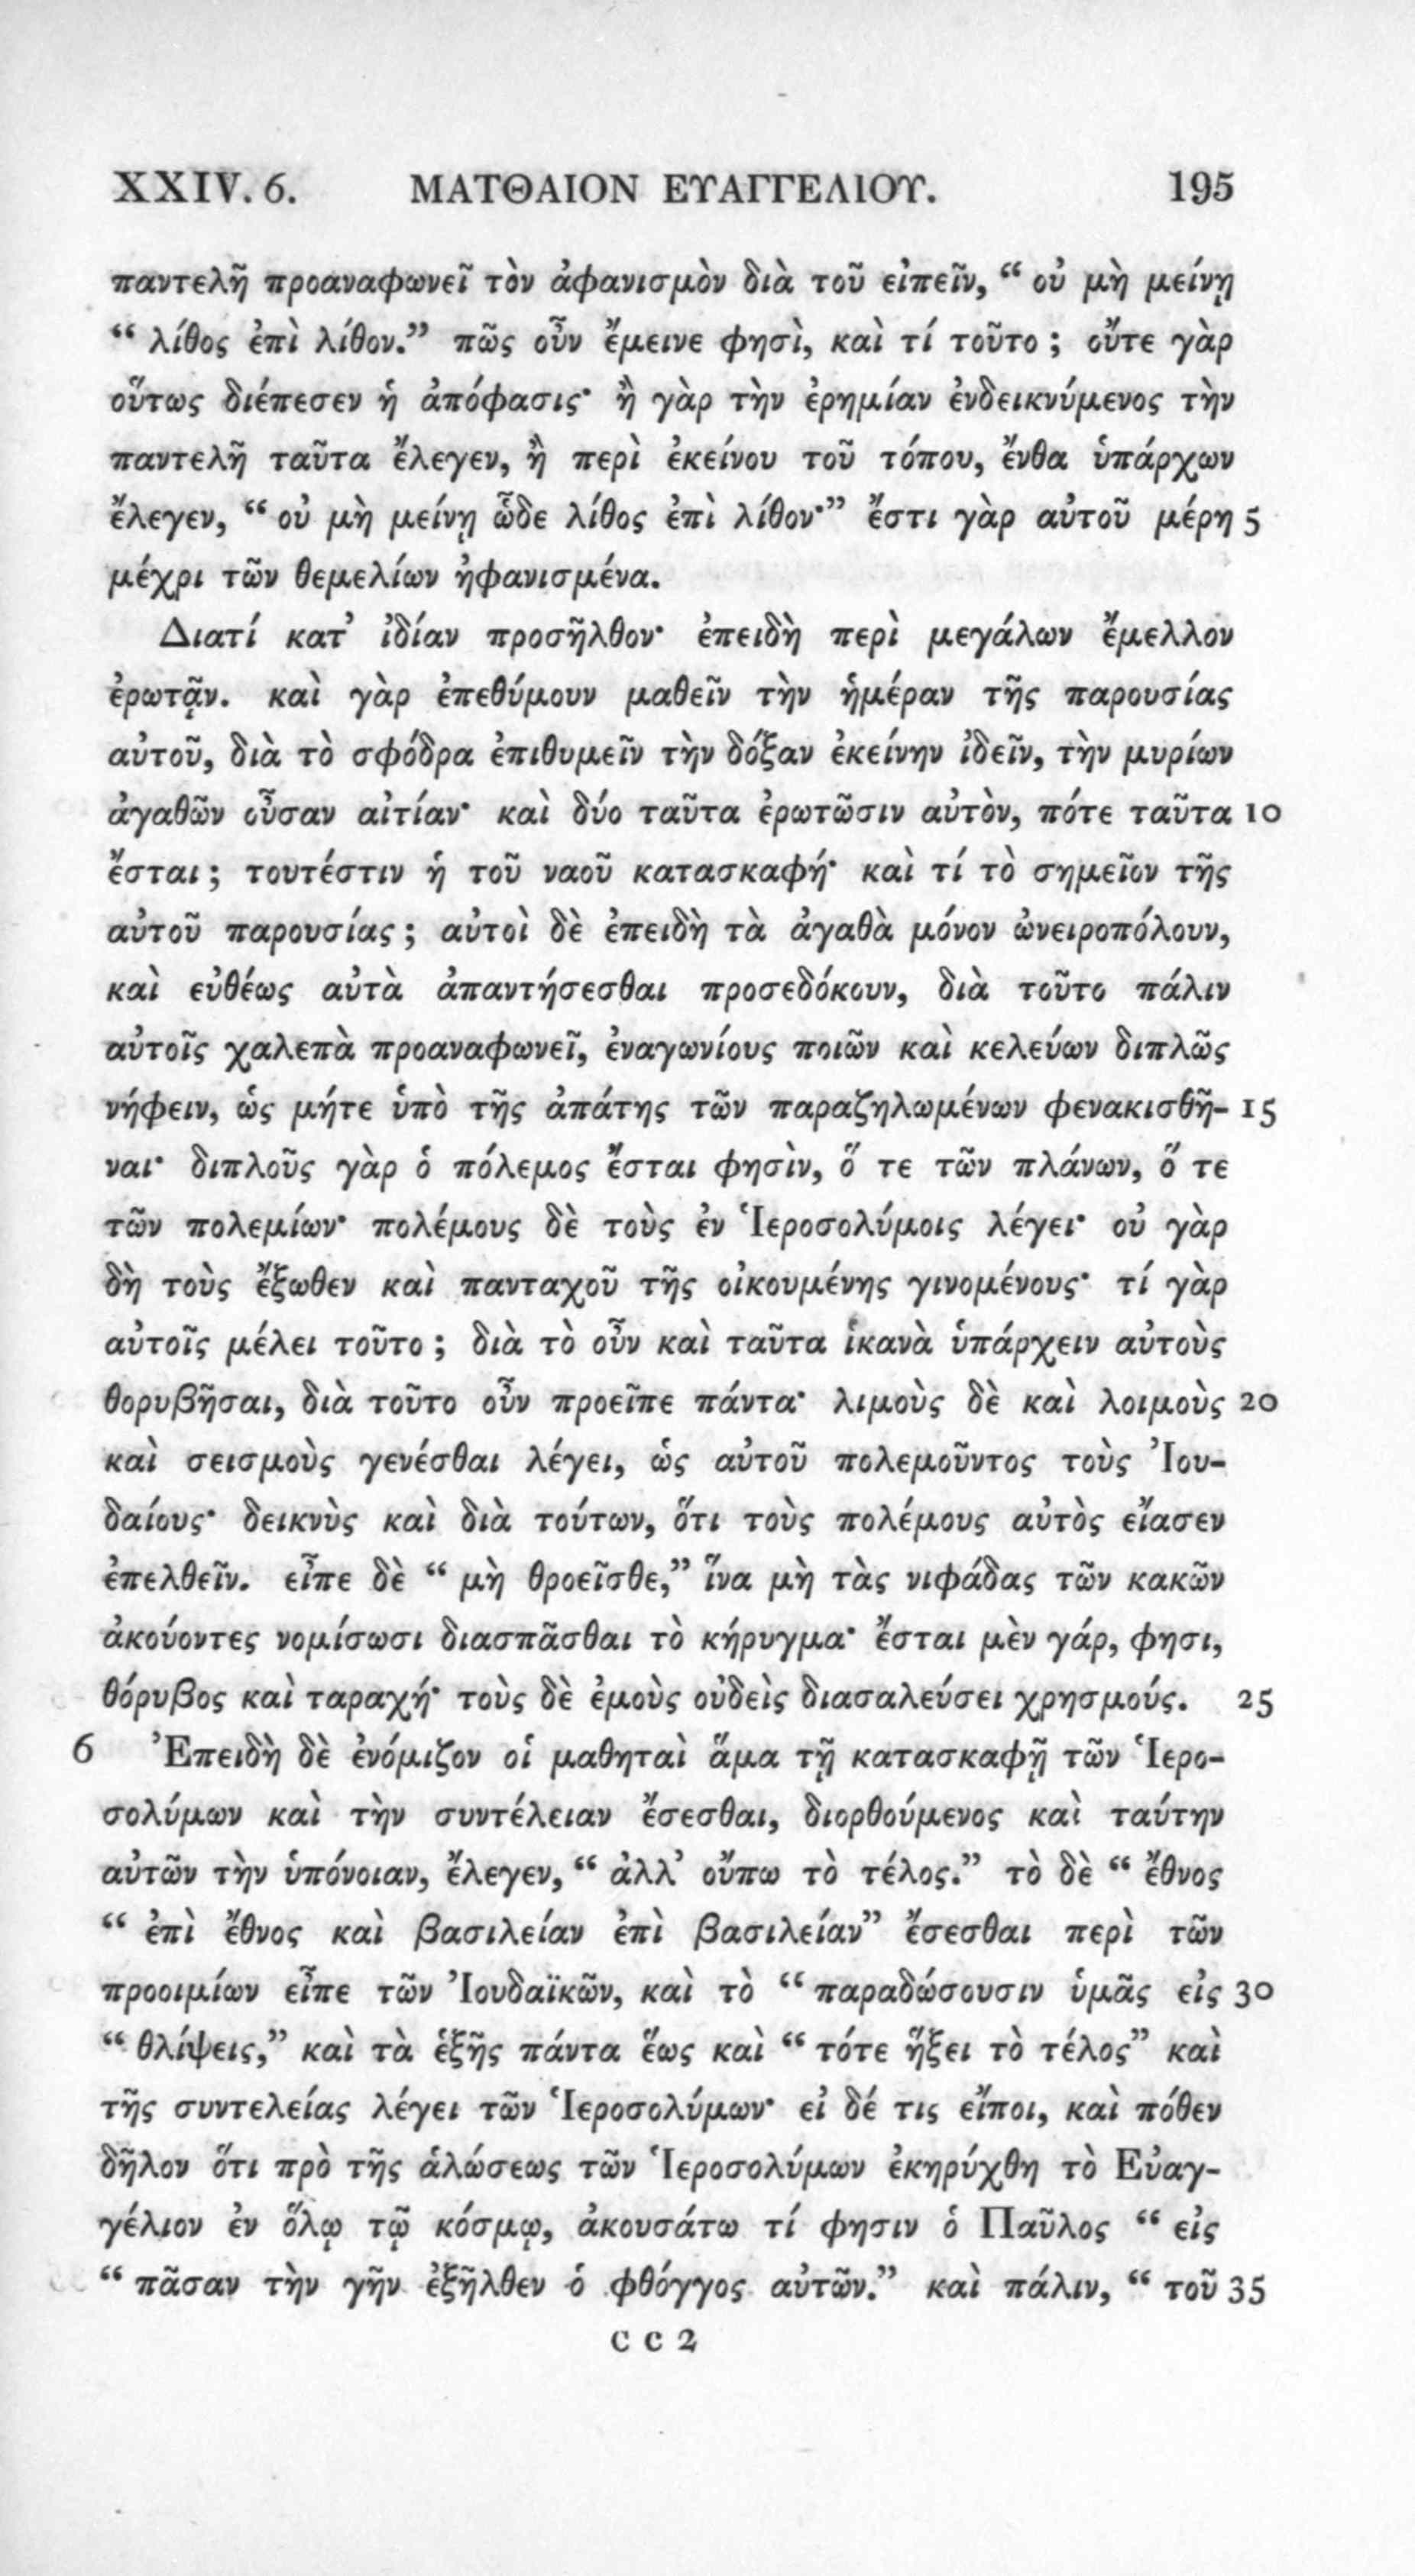 XXIV. 6. ΜΑΤΘΑΙΟΝ ΕΥΑΓΓΕΛΙΟΥ. 195
παντελῆ προαναφωνεῖ τὸν ἀφανισμὸν διὰ τοῦ εἰπεῖν, “ οὐ μὴ μείνῃ
“ λίθος ἐπὶ λίθον.” πῶς οὖν ἔμεινε φησὶ, καὶ τί τοῦτο ; οὔτε γὰρ
οὕτως διέπεσεν ἡ ἀπόφασις· ἢ γὰρ τὴν ἐρημίαν ἐνδεικνύμενος τὴν
παντελῆ ταῦτα ἔλεγεν, ἢ περὶ ἐκείνου τοῦ τόπου, ἔνθα ὑπάρχων
ἔλεγεν, “ οὐ μὴ μείνῃ ὧδε λίθος ἐπὶ λίθον·” ἔστι γὰρ αὐτοῦ μέρη 5
μέχρι τῶν θεμελίων ἠφανισμένα.
Διατί κατ’ ἰδίαν προσῆλθον· ἐπειδὴ περὶ μεγάλων ἔμελλον
ἐρωτᾷν. καὶ γὰρ ἐπεθύμουν μαθεῖν τὴν ἡμέραν τῆς παρουσίας
αὐτοῦ, διὰ τὸ σφόδρα ἐπιθυμεῖν τὴν δόξαν ἐκείνην ἰδεῖν, τὴν μυρίων
ἀγαθῶν οὖσαν αἰτίαν· καὶ δύο ταῦτα ἐρωτῶσιν αὐτὸν, πότε ταῦτα 10
ἔσται ; τουτέστιν ἡ τοῦ ναοῦ κατασκαφή· καὶ τί τὸ σημεῖον τῆς
αὐτοῦ παρουσίας ; αὐτοὶ δὲ ἐπειδὴ τὰ ἀγαθὰ μόνον ὠνειροπόλουν,
καὶ εὐθέως αὐτὰ ἀπαντήσεσθαι προσεδόκουν, διὰ τοῦτο πάλιν
αὐτοῖς χαλεπὰ προαναφωνεῖ, ἐναγωνίους ποιῶν καὶ κελεύων διπλῶς
νήφειν, ὡς μήτε ὑπὸ τῆς ἀπάτης τῶν παραζηλωμένων φενακισθῆ- 15
ναι· διπλοῦς γὰρ ὁ πόλεμος ἔσται φησὶν, ὅ τε τῶν πλάνων, ὅ τε
τῶν πολεμίων· πολέμους δὲ τοὺς ἐν Ἱεροσολύμοις λέγει· οὐ γὰρ
δὴ τοὺς ἔξωθεν καὶ πανταχοῦ τῆς οἰκουμένης γινομένους· τί γὰρ
αὐτοῖς μέλει τοῦτο ; διὰ τὸ οὖν καὶ ταῦτα ἱκανὰ ὑπάρχειν αὐτοὺς
θορυβῆσαι, διὰ τοῦτο οὖν προεῖπε πάντα· λιμοὺς δὲ καὶ λοιμοὺς 20
καὶ σεισμοὺς γενέσθαι λέγει, ὡς αὐτοῦ πολεμοῦντος τοὺς Ἰου-
δαίους· δεικνὺς καὶ διὰ τούτων, ὅτι τοὺς πολέμους αὐτὸς εἴασεν
ἐπελθεῖν. εἶπε δὲ “ μὴ θροεῖσθε,” ἵνα μὴ τὰς νιφάδας τῶν κακῶν
ἀκούοντες νομίσωσι διασπᾶσθαι τὸ κήρυγμα· ἔσται μὲν γάρ, φησι,
θόρυβος καὶ ταραχή· τοὺς δὲ ἐμοὺς οὐδεὶς διασαλεύσει χρησμούς. 25
6 Ἐπειδὴ δὲ ἐνόμιζον οἱ μαθηταὶ ἅμα τῇ κατασκαφῇ τῶν Ἱερο-
σολύμων καὶ τὴν συντέλειαν ἔσεσθαι, διορθούμενος καὶ ταύτην
αὐτῶν τὴν ὑπόνοιαν, ἔλεγεν, “ ἀλλ’ οὔπω τὸ τέλος.” τὸ δὲ “ ἔθνος
“ ἐπὶ ἔθνος καὶ βασιλείαν ἐπὶ βασιλείαν” ἔσεσθαι περὶ τῶν
προοιμίων εἶπε τῶν Ἰουδαϊκῶν, καὶ τὸ “ παραδώσουσιν ὑμᾶς εἰς 30
“ θλίψεις,” καὶ τὰ ἑξῆς πάντα ἕως καὶ “ τότε ἥξει τὸ τέλος” καὶ
τῆς συντελείας λέγει τῶν Ἱεροσολύμων· εἰ δέ τις εἴποι, καὶ πόθεν
δῆλον ὅτι πρὸ τῆς ἁλώσεως τῶν Ἱεροσολύμων ἐκηρύχθη τὸ Εὐαγ-
γέλιον ἐν ὅλῳ τῷ κόσμῳ, ἀκουσάτω τί φησιν ὁ Παῦλος “ εἰς
“ πᾶσαν τὴν γῆν ἐξῆλθεν ὁ φθόγγος αὐτῶν.” καὶ πάλιν, “ τοῦ 35
C C 2